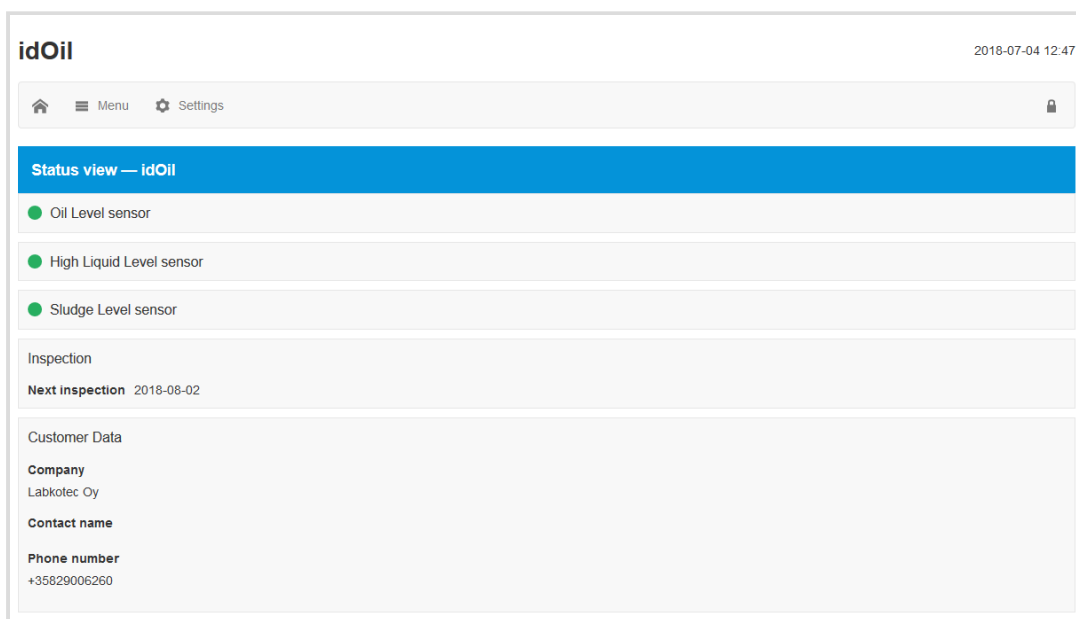 idOil
2018-07-04 12:47
Menu Settings
Status view — idOil
Oil Level sensor
High Liquid Level sensor
Sludge Level sensor
Inspection
Next inspection 2018-08-02
Customer Data
Company
Labkotec Oy
Contact name
Phone number
+35829006260